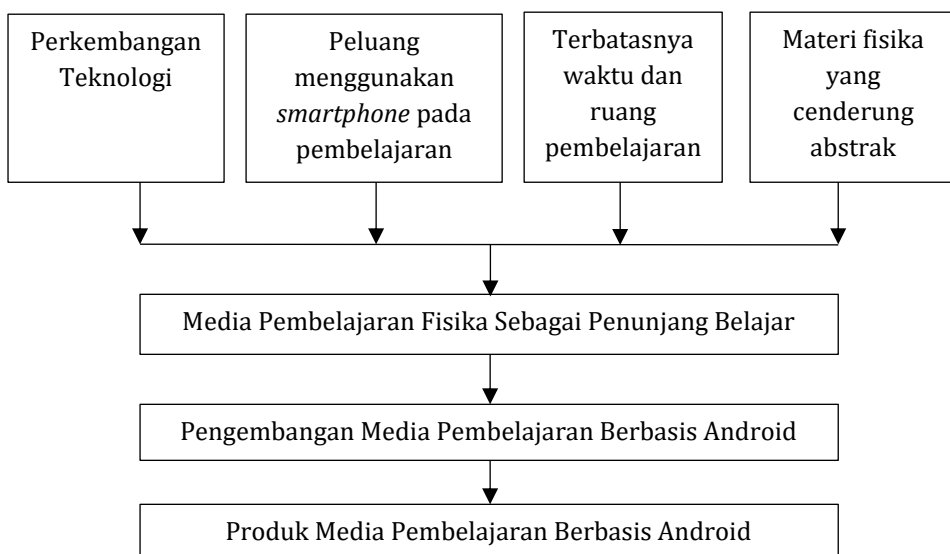 Perkembangan
Teknologi
Peluang
menggunakan
smartphone pada
pembelajaran
Terbatasnya
waktu dan
ruang
pembelajaran
Materi fisika
yang
cenderung
abstrak
Media Pembelajaran Fisika Sebagai Penunjang Belajar
Pengembangan Media Pembelajaran Berbasis Android
Produk Media Pembelajaran Berbasis Android